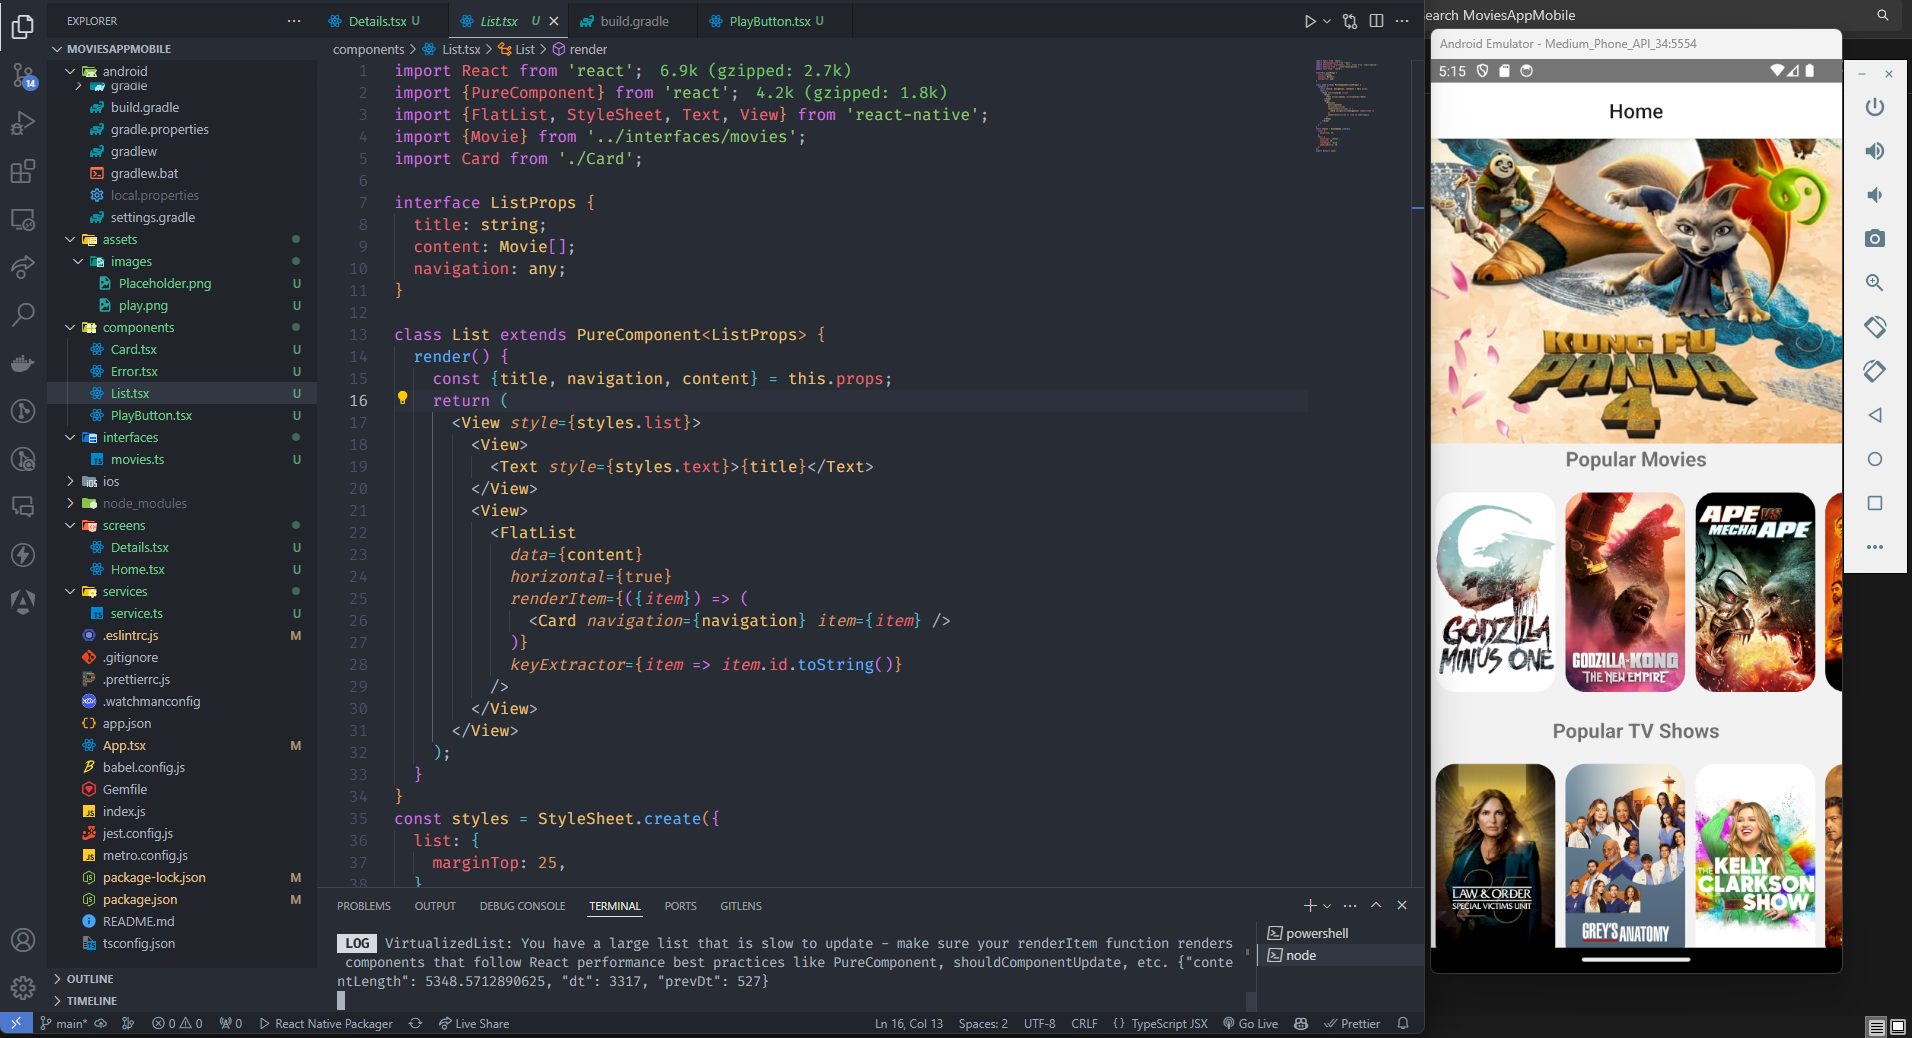 EXPLORER
MOVIESAPPMOBILE
android
gradle
build.gradle
gradle.properties
gradlew
gradlew.bat
local.properties
settings.gradle
assets
images
Placeholder.png U
play.png U
components
Card.tsx U
Error.tsx U
List.tsx U
PlayButton.tsx U
interfaces
movies.ts U
ios
node_modules
screens
Details.tsx U
Home.tsx U
services
service.ts U
.eslintrc.js M
.gitignore
.prettierrc.js
.watchmanconfig
app.json
App.tsx M
babel.config.js
Gemfile
index.js
jest.config.js
metro.config.js
package-lock.json M
package.json M
README.md
tsconfig.json
OUTLINE
TIMELINE
14
Details.tsx U
List.tsx U
build.gradle
PlayButton.tsx U
components > List.tsx > List > render
1 import React from 'react'; 6.9k (gzipped: 2.7k)
2 import {PureComponent} from 'react'; 4.2k (gzipped: 1.8k)
3 import {FlatList, StyleSheet, Text, View} from 'react-native';
4 import {Movie} from '../interfaces/movies';
5 import Card from './Card';
6
7 interface ListProps {
8 title: string;
9 content: Movie[];
10 navigation: any;
11 }
12
13 class List extends PureComponent<ListProps> {
14 render() {
15 const {title, navigation, content} = this.props;
16 return (
17 <View style={styles.list}>
18 <View>
19 <Text style={styles.text}>{title}</Text>
20 </View>
21 <View>
22 <FlatList
23 data={content}
24 horizontal={true}
25 renderItem={({item}) => (
26 <Card navigation={navigation} item={item} />
27 )}
28 keyExtractor={item => item.id.toString()}
29 />
30 </View>
31 </View>
32 );
33 }
34 }
35 const styles = StyleSheet.create({
36 list: {
37 marginTop: 25,
38 }
PROBLEMS OUTPUT DEBUG CONSOLE TERMINAL PORTS GITLENS
LOG VirtualizedList: You have a large list that is slow to update - make sure your renderItem function renders
components that follow React performance best practices like PureComponent, shouldComponentUpdate, etc. {"conte
ntLength": 5348.5712890625, "dt": 3317, "prevDt": 527}
powershell
node
main* 0 0 0 React Native Packager Live Share Ln 16, Col 13 Spaces: 2 UTF-8 CRLF {} TypeScript JSX Go Live Prettier
earch MoviesAppMobile
Android Emulator - Medium_Phone_API_34:5554
5:15
Home
KUNG FU
PANDA
4
Popular Movies
GODZILLA
MINUS ONE
GODZILLA-KONG
THE NEW EMPIRE
APE VS
MECHA APE
Popular TV Shows
LAW & ORDER
SPECIAL VICTIMS UNIT
GREY'S ANATOMY
THE
KELLY
CLARKSON
SHOW